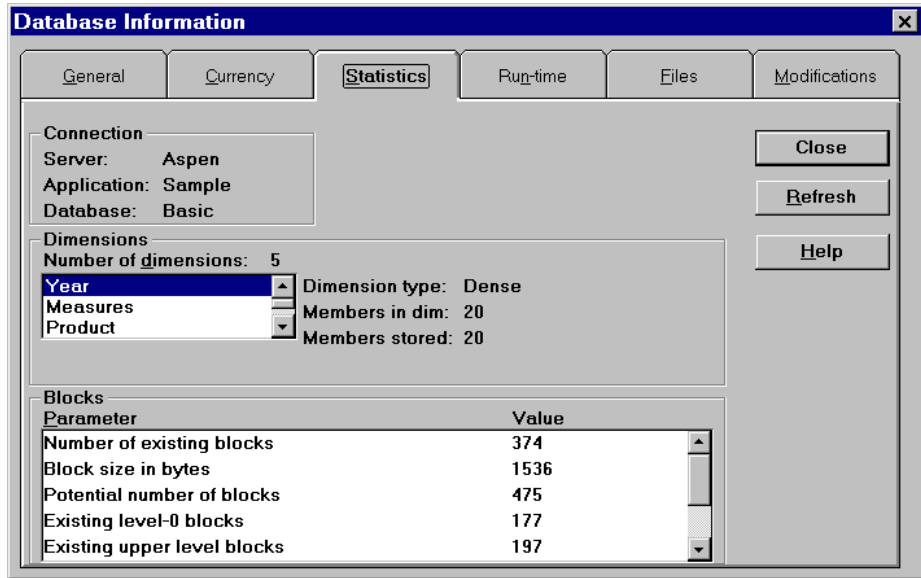 Database Information
General Currency Statistics Run-time Files Modifications
Connection
Server: Aspen
Application: Sample
Database: Basic
Close
Refresh
Help
Dimensions
Number of dimensions: 5
Year
Measures
Product
Dimension type: Dense
Members in dim: 20
Members stored: 20
Blocks
Parameter Value
Number of existing blocks 374
Block size in bytes 1536
Potential number of blocks 475
Existing level-0 blocks 177
Existing upper level blocks 197